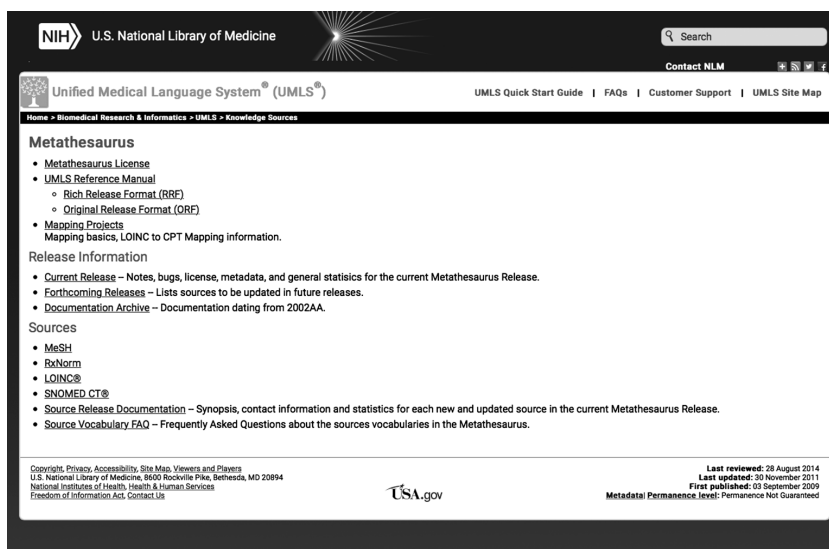 NIH U.S. National Library of Medicine
Search
Contact NLM
Unified Medical Language System® (UMLS®)
UMLS Quick Start Guide | FAQs | Customer Support | UMLS Site Map
Home > Biomedical Research & Informatics > UMLS > Knowledge Sources
Metathesaurus
• Metathesaurus License
• UMLS Reference Manual
◦ Rich Release Format (RRF)
◦ Original Release Format (ORF)
• Mapping Projects
Mapping basics, LOINC to CPT Mapping information.
Release Information
• Current Release -- Notes, bugs, license, metadata, and general statisics for the current Metathesaurus Release.
• Forthcoming Releases -- Lists sources to be updated in future releases.
• Documentation Archive -- Documentation dating from 2002AA.
Sources
• MeSH
• RxNorm
• LOINC®
• SNOMED CT®
• Source Release Documentation -- Synopsis, contact information and statistics for each new and updated source in the current Metathesaurus Release.
• Source Vocabulary FAQ -- Frequently Asked Questions about the sources vocabularies in the Metathesaurus.
Copyright, Privacy, Accessibility, Site Map, Viewers and Players
U.S. National Library of Medicine, 8600 Rockville Pike, Bethesda, MD 20894
National Institutes of Health, Health & Human Services
Freedom of Information Act, Contact Us
USA.gov
Last reviewed: 28 August 2014
Last updated: 30 November 2011
First published: 03 September 2009
Metadata| Permanence level: Permanence Not Guaranteed